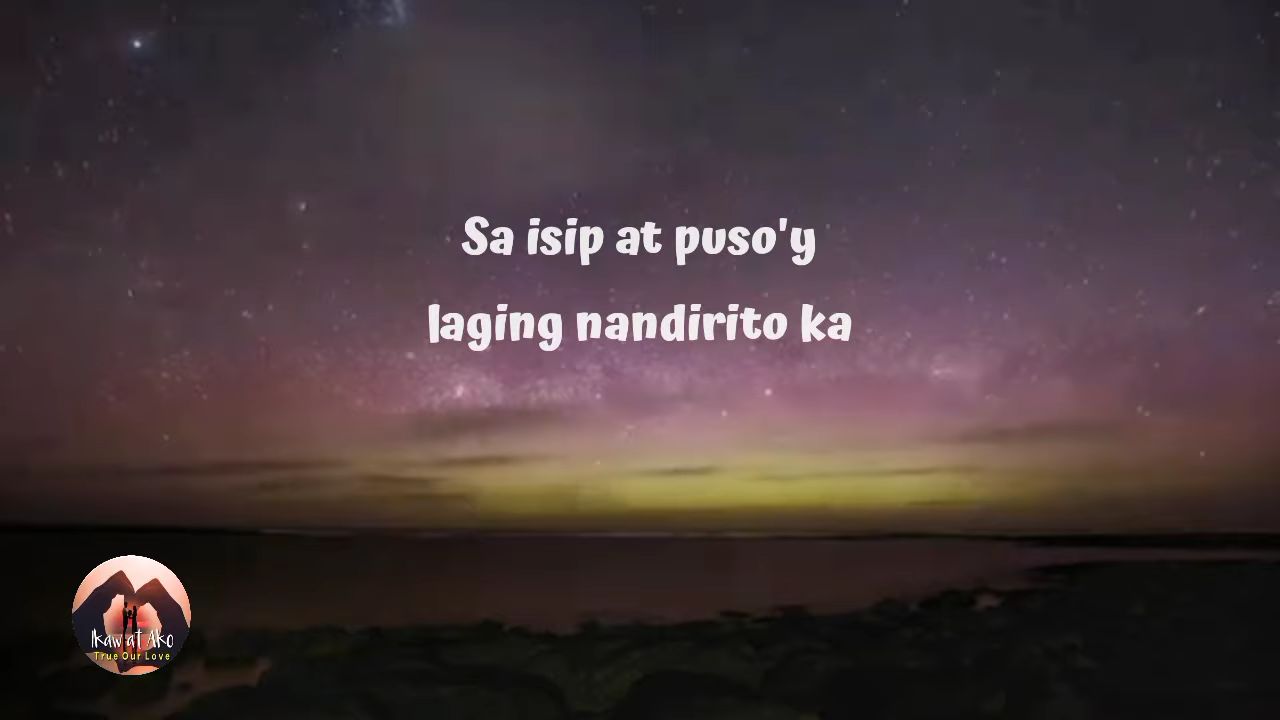 Sa isip at puso'y
laging nandirito ka
Ikaw at Ako
True Our Love